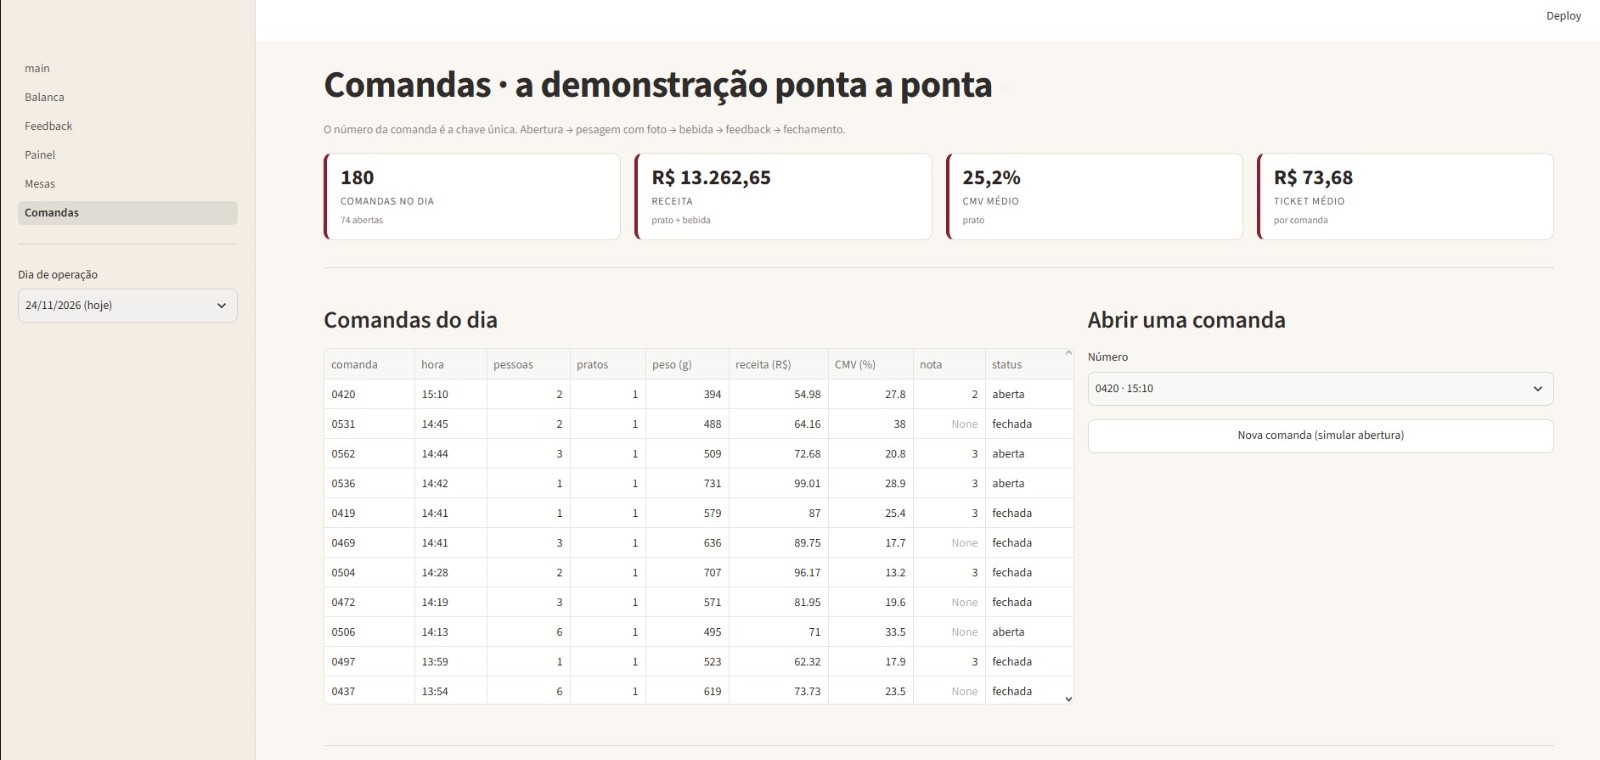 Deploy
main
Balanca
Feedback
Painel
Mesas
Comandas
Dia de operação
24/11/2026 (hoje)
Comandas · a demonstração ponta a ponta
O número da comanda é a chave única. Abertura → pesagem com foto → bebida → feedback → fechamento.
180
COMANDAS NO DIA
74 abertas
R$ 13.262,65
RECEITA
prato + bebida
25,2%
CMV MÉDIO
prato
R$ 73,68
TICKET MÉDIO
por comanda
Comandas do dia
comanda hora pessoas pratos peso (g) receita (R$) CMV (%) nota status
0420 15:10 2 1 394 54.98 27.8 2 aberta
0531 14:45 2 1 488 64.16 38 None fechada
0562 14:44 3 1 509 72.68 20.8 3 aberta
0536 14:42 1 1 731 99.01 28.9 3 aberta
0419 14:41 1 1 579 87 25.4 3 fechada
0469 14:41 3 1 636 89.75 17.7 None fechada
0504 14:28 2 1 707 96.17 13.2 3 fechada
0472 14:19 3 1 571 81.95 19.6 None fechada
0506 14:13 6 1 495 71 33.5 None aberta
0497 13:59 1 1 523 62.32 17.9 3 fechada
0437 13:54 6 1 619 73.73 23.5 None fechada
Abrir uma comanda
Número
0420 · 15:10
Nova comanda (simular abertura)